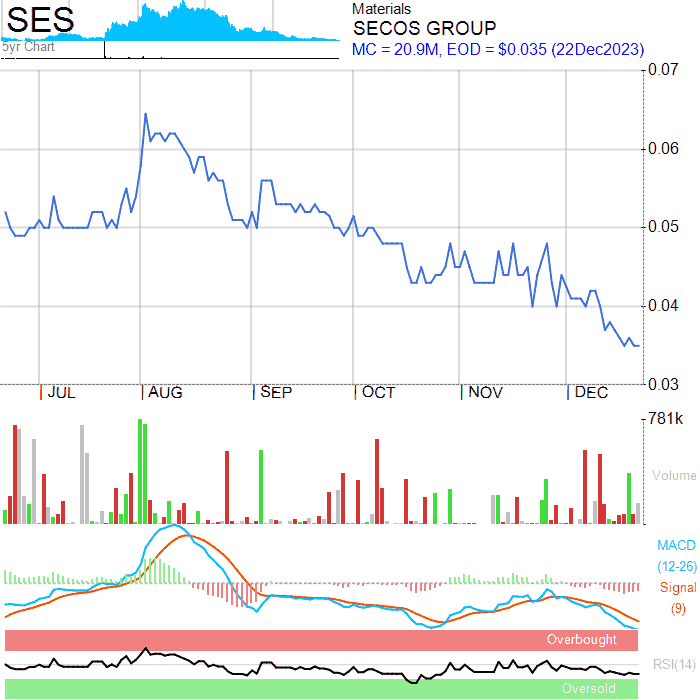 SES
5yr Chart
Materials
SECOS GROUP
MC = 20.9M, EOD = $0.035 (22Dec2023)
0.07
0.06
0.05
0.04
0.03
JUL AUG SEP OCT NOV DEC
781k
Volume
MACD
(12-26)
Signal
(9)
Overbought
RSI(14)
Oversold